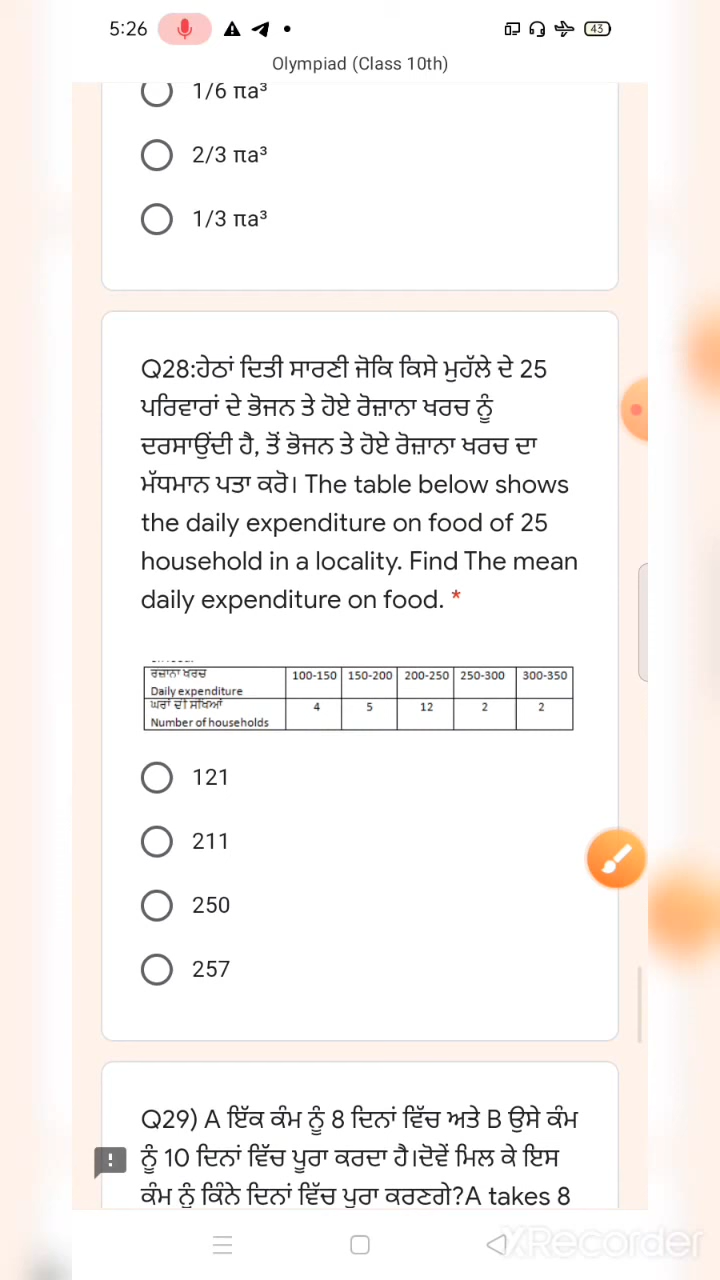 5:26
43
Olympiad (Class 10th)
1/6 πa³
2/3 πa³
1/3 πa³
Q28:ਹੇਠਾਂ ਦਿਤੀ ਸਾਰਣੀ ਜੋਕਿ ਕਿਸੇ ਮੁਹੱਲੇ ਦੇ 25
ਪਰਿਵਾਰਾਂ ਦੇ ਭੋਜਨ ਤੇ ਹੋਏ ਰੋਜ਼ਾਨਾ ਖਰਚ ਨੂੰ
ਦਰਸਾਉਂਦੀ ਹੈ, ਤੋਂ ਭੋਜਨ ਤੇ ਹੋਏ ਰੋਜ਼ਾਨਾ ਖਰਚ ਦਾ
ਮੱਧਮਾਨ ਪਤਾ ਕਰੋ। The table below shows
the daily expenditure on food of 25
household in a locality. Find The mean
daily expenditure on food. *
ਰਜ਼ਾਨਾ ਖਰਚ
Daily expenditure 100-150 150-200 200-250 250-300 300-350
ਘਰਾਂ ਦੀ ਸੰਖਿਆਂ
Number of households 4 5 12 2 2
121
211
250
257
Q29) A ਇੱਕ ਕੰਮ ਨੂੰ 8 ਦਿਨਾਂ ਵਿੱਚ ਅਤੇ B ਉਸੇ ਕੰਮ
ਨੂੰ 10 ਦਿਨਾਂ ਵਿੱਚ ਪੂਰਾ ਕਰਦਾ ਹੈ।ਦੋਵੇਂ ਮਿਲ ਕੇ ਇਸ
ਕੰਮ ਨੂੰ ਕਿੰਨੇ ਦਿਨਾਂ ਵਿੱਚ ਪੂਰਾ ਕਰਣਗੇ?A takes 8
XRecorder